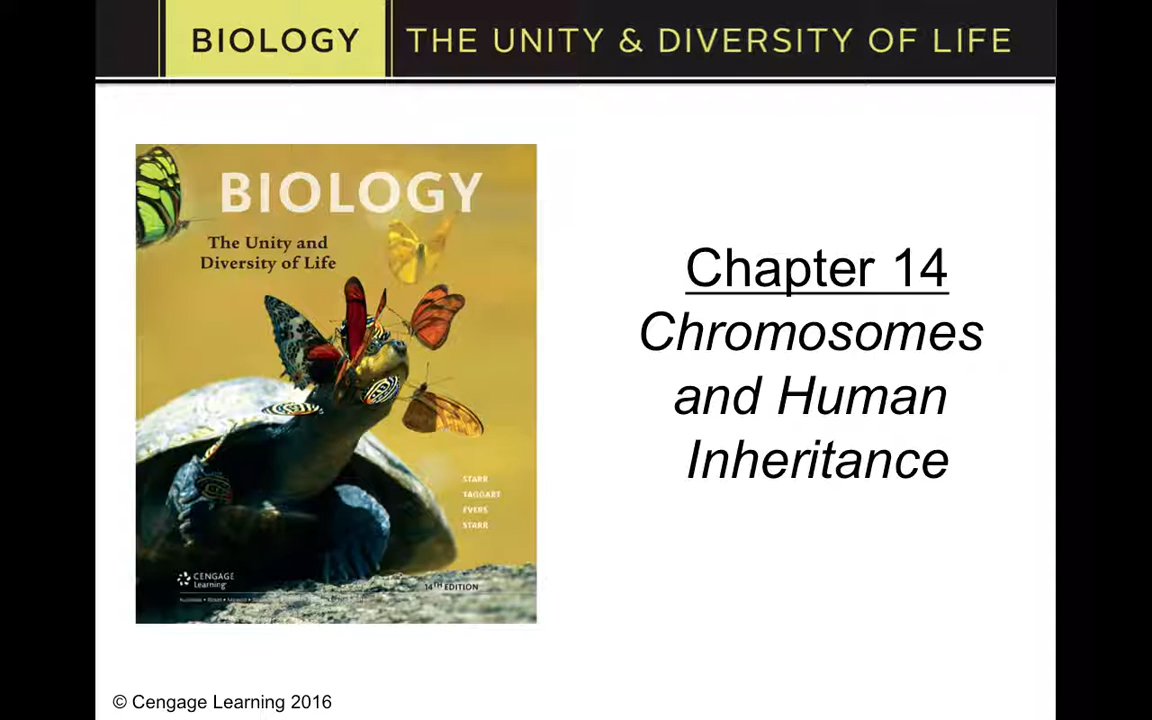 BIOLOGY THE UNITY & DIVERSITY OF LIFE
BIOLOGY
The Unity and
Diversity of Life
STARR
TAGGART
EVERS
STARR
CENGAGE
Learning
14TH EDITION
Chapter 14
Chromosomes
and Human
Inheritance
© Cengage Learning 2016